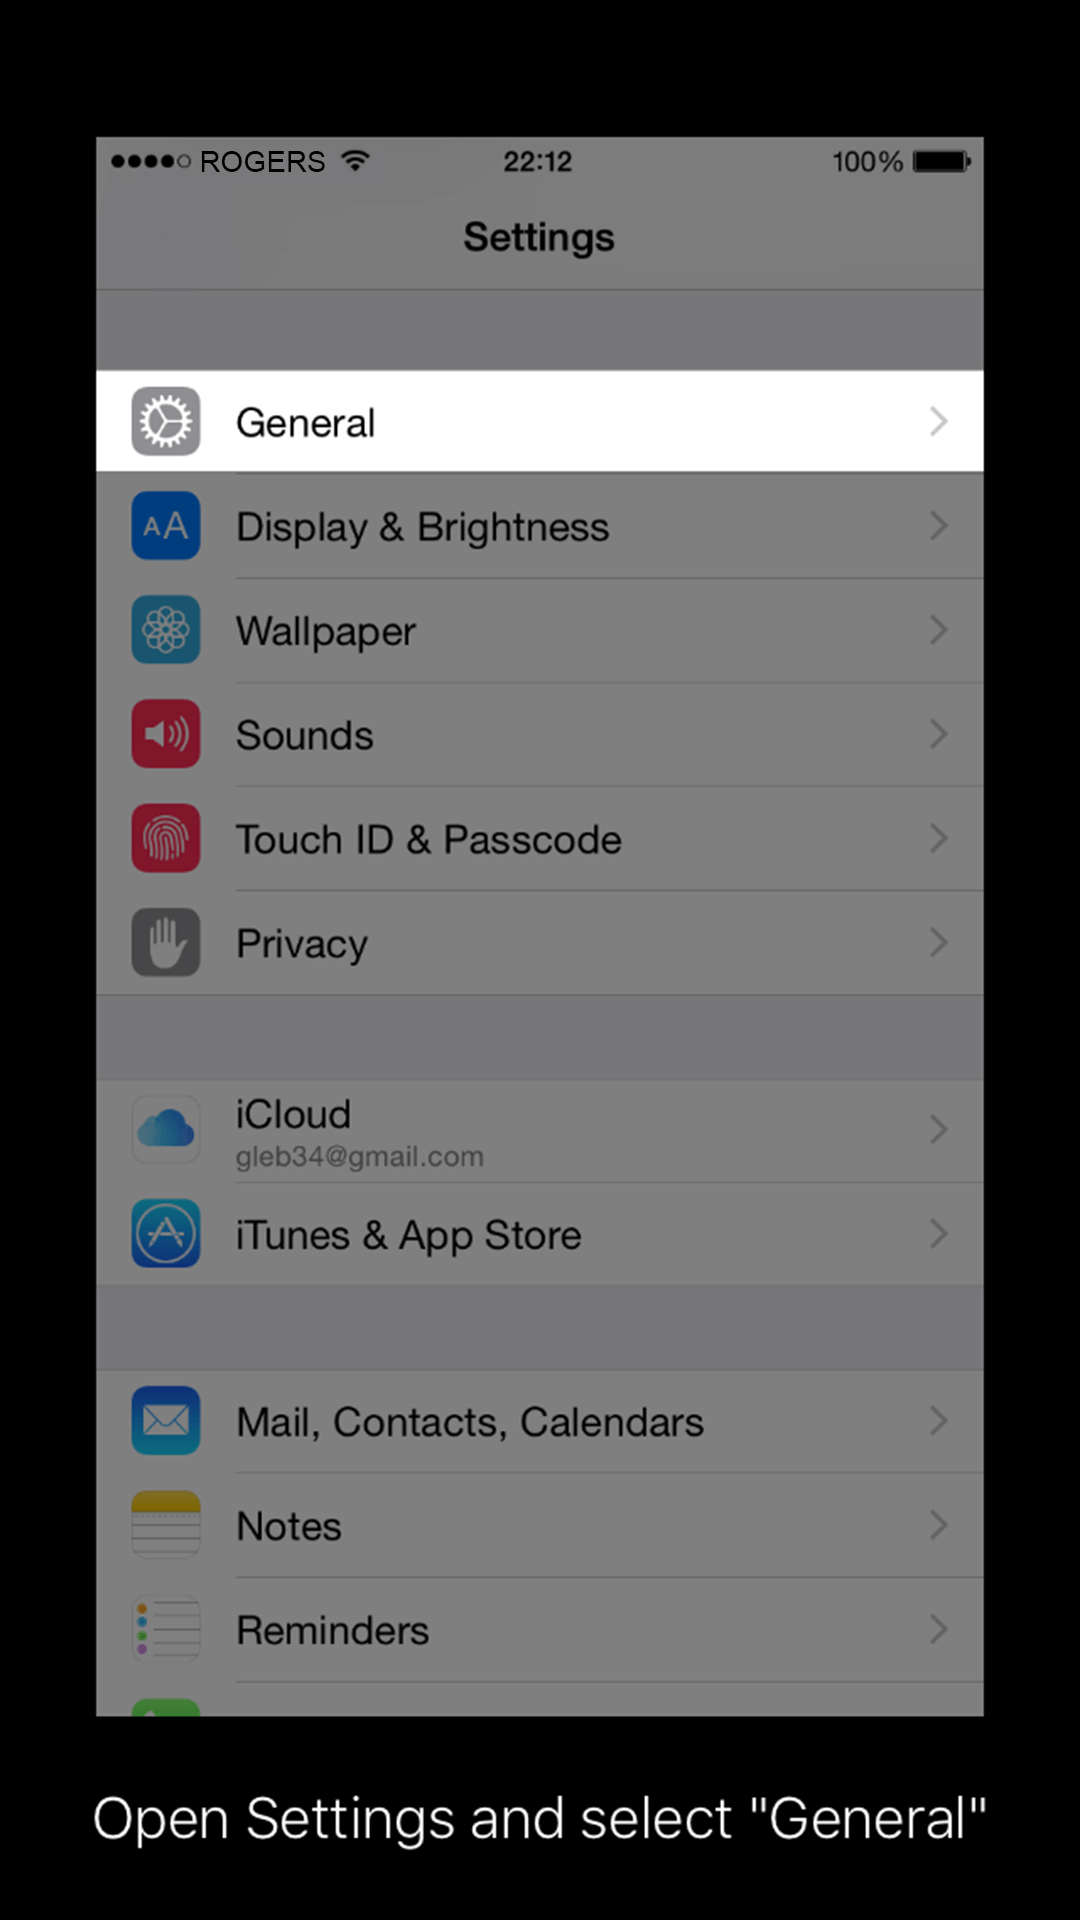 ROGERS 22:12 100%
Settings
General
AA Display & Brightness
Wallpaper
Sounds
Touch ID & Passcode
Privacy
iCloud
gleb34@gmail.com
iTunes & App Store
Mail, Contacts, Calendars
Notes
Reminders
Open Settings and select "General"